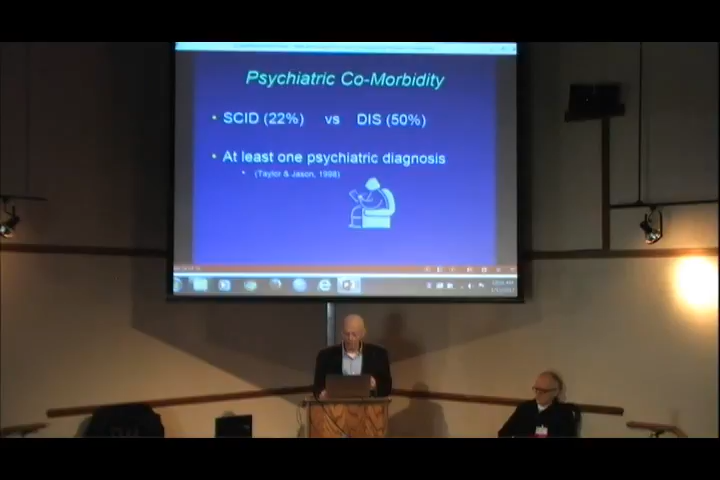 Psychiatric Co-Morbidity
• SCID (22%) vs DIS (50%)
• At least one psychiatric diagnosis
• (Taylor & Jason, 1998)